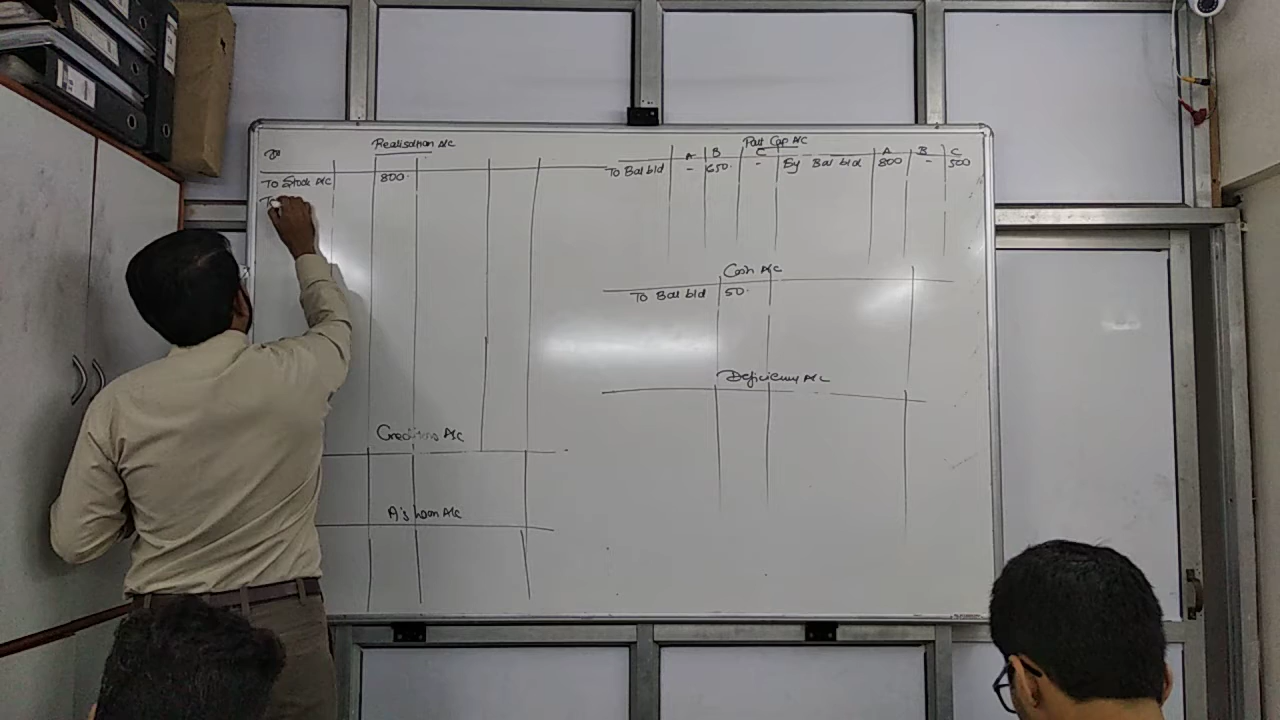 Realisation A/c
To Stock A/c 800
Part Cap A/C
A B C A B C
To Bal b/d - 650 - By Bal b/d 800 - 500
Cash A/c
To Bal b/d 50
Deficiency A/c
Creditors A/c
A's Loan A/c